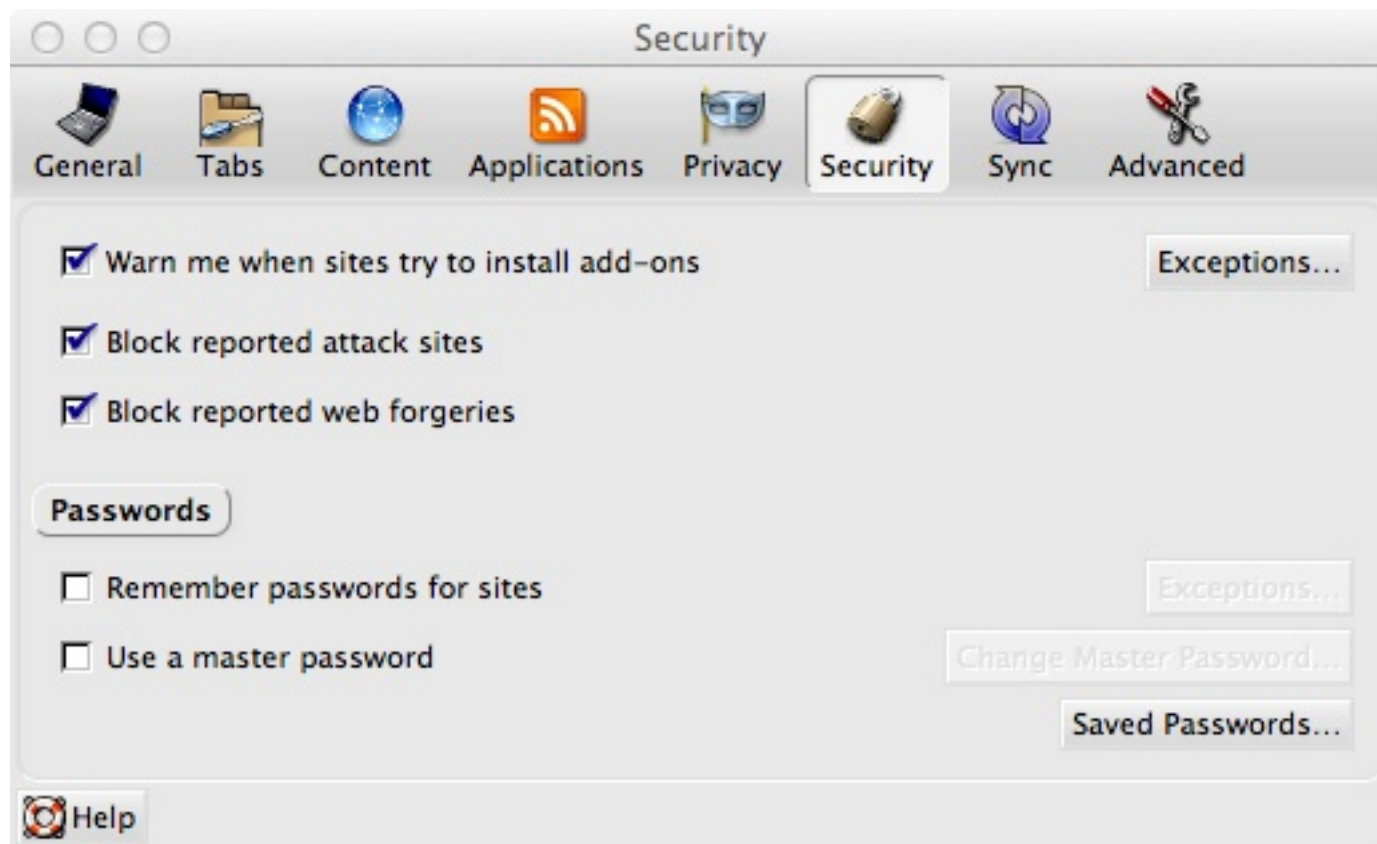 Security
General Tabs Content Applications Privacy Security Sync Advanced
Warn me when sites try to install add-ons Exceptions...
Block reported attack sites
Block reported web forgeries
Passwords
Remember passwords for sites Exceptions...
Use a master password Change Master Password...
Saved Passwords...
Help